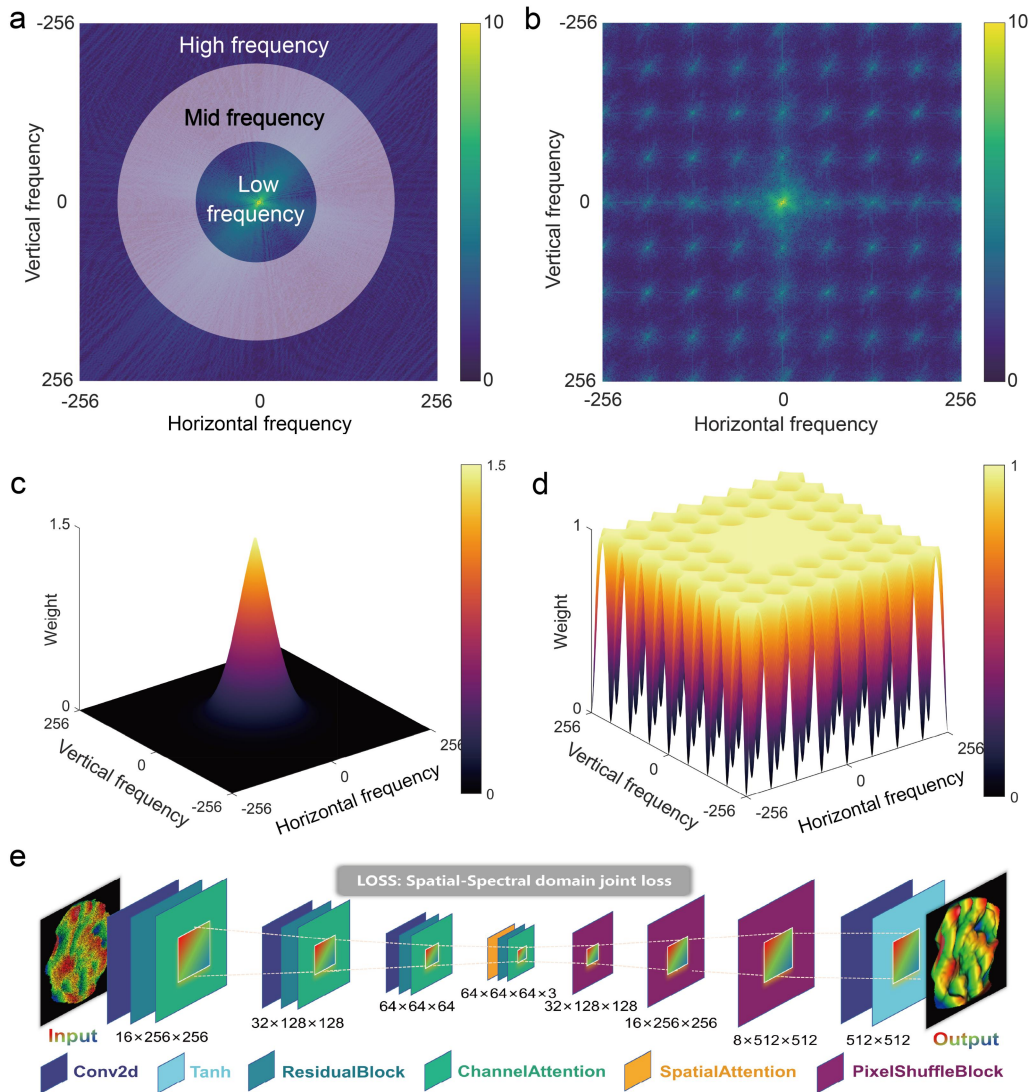 a
-256
High frequency
Mid frequency
Low
frequency
Vertical frequency
0
256
-256
0
256
Horizontal frequency
10
0
b
-256
Vertical frequency
0
256
-256
0
256
Horizontal frequency
10
0
c
1.5
Weight
0
256
Vertical frequency
0
-256
-256
0
256
Horizontal frequency
1.5
0
d
1
Weight
0
256
Vertical frequency
0
-256
-256
0
256
Horizontal frequency
1
0
e
LOSS: Spatial-Spectral domain joint loss
Input
16×256×256
32×128×128
64×64×64
64×64×64×3
32×128×128
16×256×256
8×512×512
512×512
Output
Conv2d
Tanh
ResidualBlock
ChannelAttention
SpatialAttention
PixelShuffleBlock